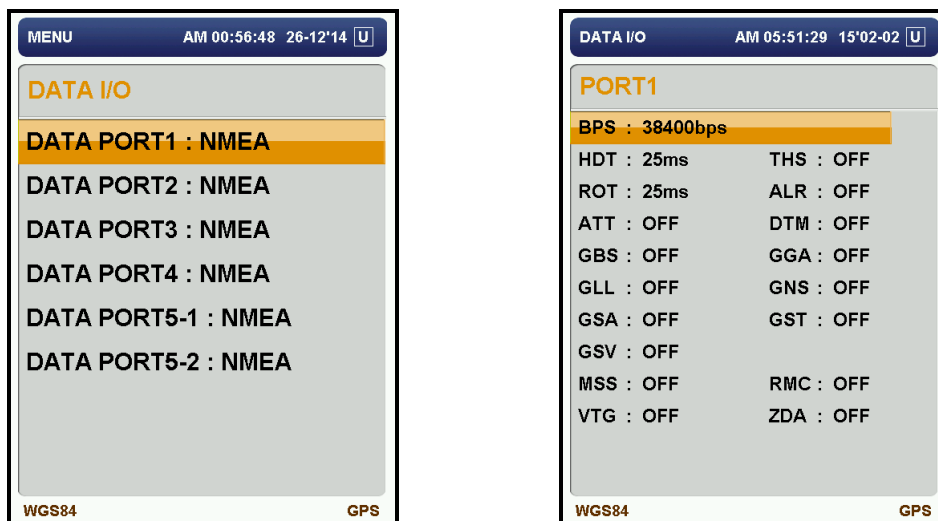 MENU AM 00:56:48 26-12'14 U
DATA I/O
DATA PORT1 : NMEA
DATA PORT2 : NMEA
DATA PORT3 : NMEA
DATA PORT4 : NMEA
DATA PORT5-1 : NMEA
DATA PORT5-2 : NMEA
WGS84 GPS
DATA I/O AM 05:51:29 15'02-02 U
PORT1
BPS : 38400bps
HDT : 25ms THS : OFF
ROT : 25ms ALR : OFF
ATT : OFF DTM : OFF
GBS : OFF GGA : OFF
GLL : OFF GNS : OFF
GSA : OFF GST : OFF
GSV : OFF
MSS : OFF RMC : OFF
VTG : OFF ZDA : OFF
WGS84 GPS